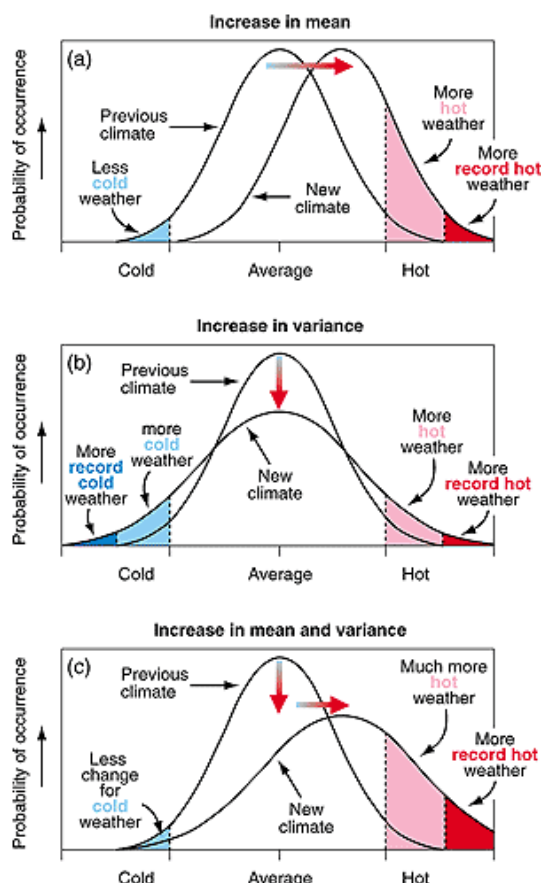 Increase in mean
(a)
Probability of occurrence
Previous
climate
Less
cold
weather
New
climate
More
hot
weather
More
record hot
weather
Cold
Average
Hot
Increase in variance
(b)
Probability of occurrence
Previous
climate
More
record
cold
weather
more
cold
weather
New
climate
More
hot
weather
More
record hot
weather
Cold
Average
Hot
Increase in mean and variance
(c)
Probability of occurrence
Previous
climate
Less
change
for
cold
weather
New
climate
Much more
hot
weather
More
record hot
weather
Cold
Average
Hot